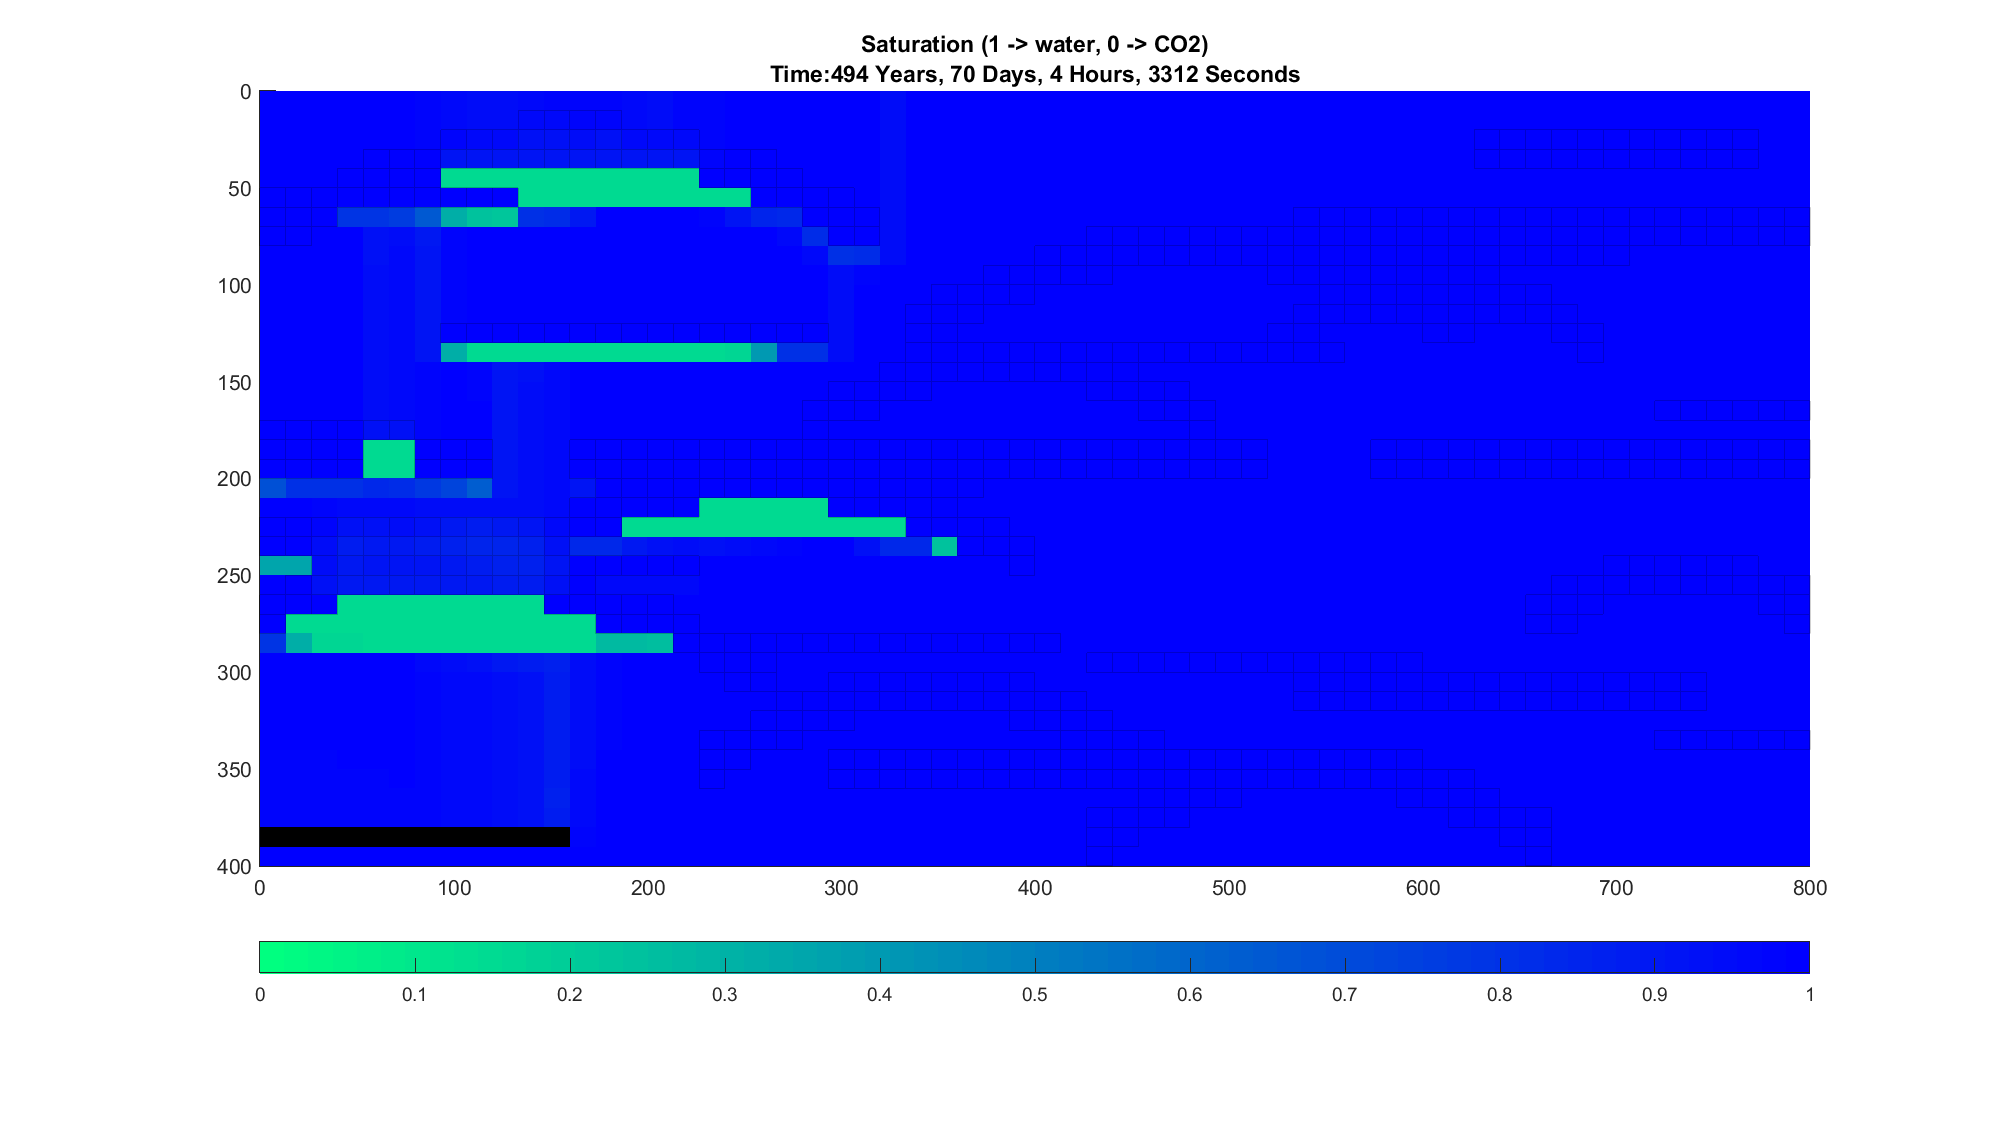 Saturation (1 -> water, 0 -> CO2)
Time:494 Years, 70 Days, 4 Hours, 3312 Seconds
0
50
100
150
200
250
300
350
400
0 100 200 300 400 500 600 700 800
0 0.1 0.2 0.3 0.4 0.5 0.6 0.7 0.8 0.9 1